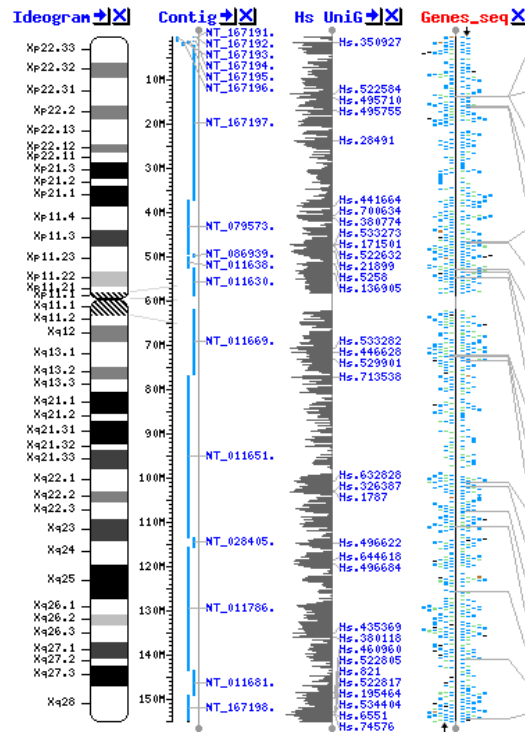 Ideogram
Contig
Hs UniG
Genes_seq
Xp22.33
Xp22.32
Xp22.31
Xp22.2
Xp22.13
Xp22.12
Xp22.11
Xp21.3
Xp21.2
Xp21.1
Xp11.4
Xp11.3
Xp11.23
Xp11.22
Xp11.21
Xp11.1
Xq11.1
Xq11.2
Xq12
Xq13.1
Xq13.2
Xq13.3
Xq21.1
Xq21.2
Xq21.31
Xq21.32
Xq21.33
Xq22.1
Xq22.2
Xq22.3
Xq23
Xq24
Xq25
Xq26.1
Xq26.2
Xq26.3
Xq27.1
Xq27.2
Xq27.3
Xq28
10M
20M
30M
40M
50M
60M
70M
80M
90M
100M
110M
120M
130M
140M
150M
NT_167191.
NT_167192.
NT_167193.
NT_167194.
NT_167195.
NT_167196.
NT_167197.
NT_079573.
NT_086939.
NT_011638.
NT_011630.
NT_011669.
NT_011651.
NT_028405.
NT_011786.
NT_011681.
NT_167198.
Hs.350927
Hs.522584
Hs.495710
Hs.495755
Hs.28491
Hs.441664
Hs.700634
Hs.380774
Hs.533273
Hs.171501
Hs.522632
Hs.21899
Hs.5258
Hs.136905
Hs.533282
Hs.446628
Hs.529901
Hs.713538
Hs.632828
Hs.326387
Hs.1787
Hs.496622
Hs.644618
Hs.496684
Hs.435369
Hs.380118
Hs.460960
Hs.522805
Hs.821
Hs.522817
Hs.195464
Hs.534404
Hs.6551
Hs.74576